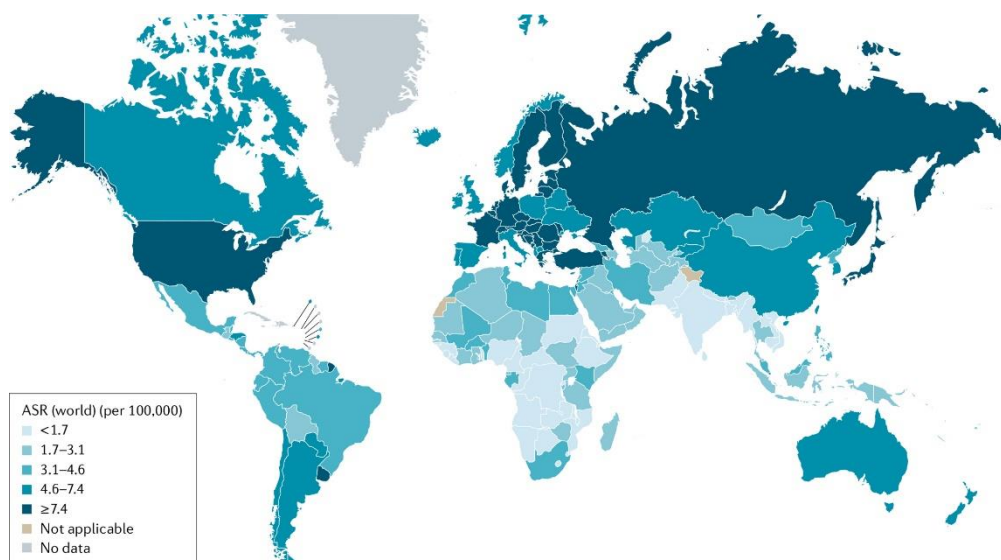 ASR (world) (per 100,000)
<1.7
1.7–3.1
3.1–4.6
4.6–7.4
≥7.4
Not applicable
No data